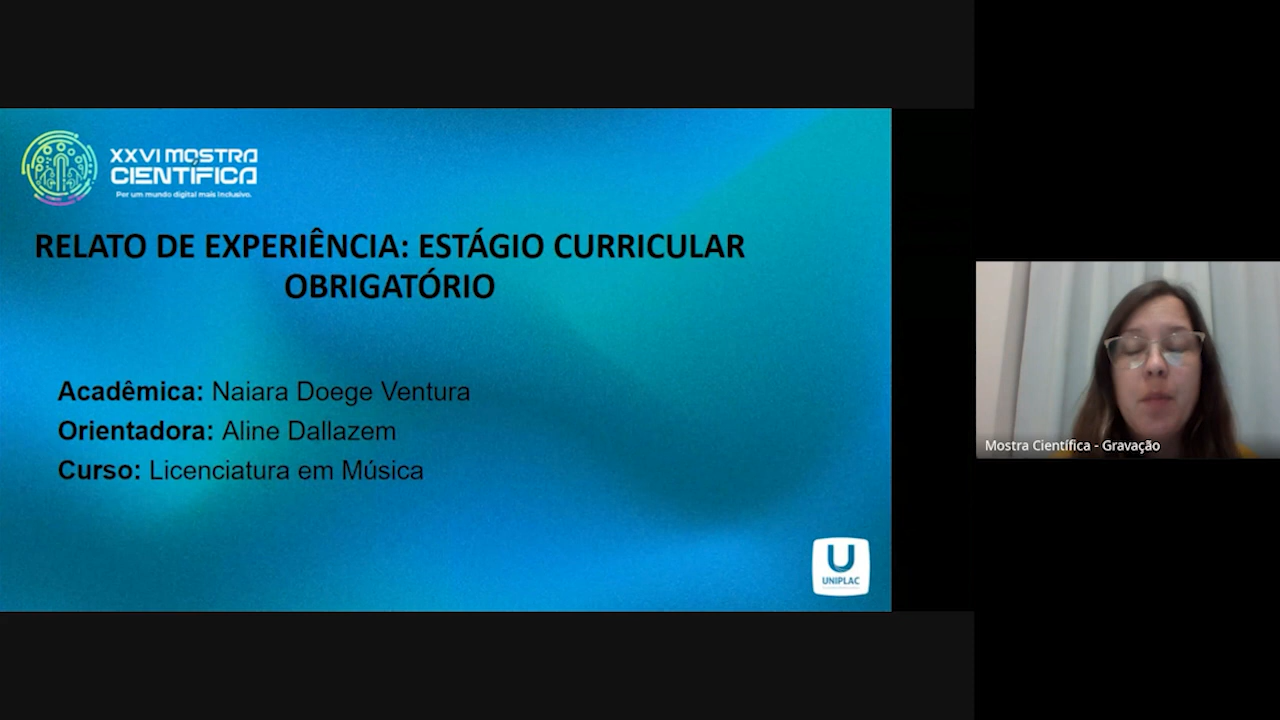 XXVI MOSTRA
CIENTÍFICA
Por um mundo digital mais inclusivo.
RELATO DE EXPERIÊNCIA: ESTÁGIO CURRICULAR
OBRIGATÓRIO
Acadêmica: Naiara Doege Ventura
Orientadora: Aline Dallazem
Curso: Licenciatura em Música
U
UNIPLAC
Mostra Científica - Gravação